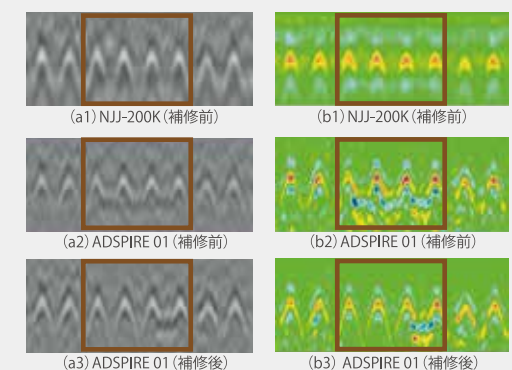 (a1) NJJ-200K (補修前)
(b1) NJJ-200K (補修前)
(a2) ADSPIRE 01 (補修前)
(b2) ADSPIRE 01 (補修前)
(a3) ADSPIRE 01 (補修後)
(b3) ADSPIRE 01 (補修後)